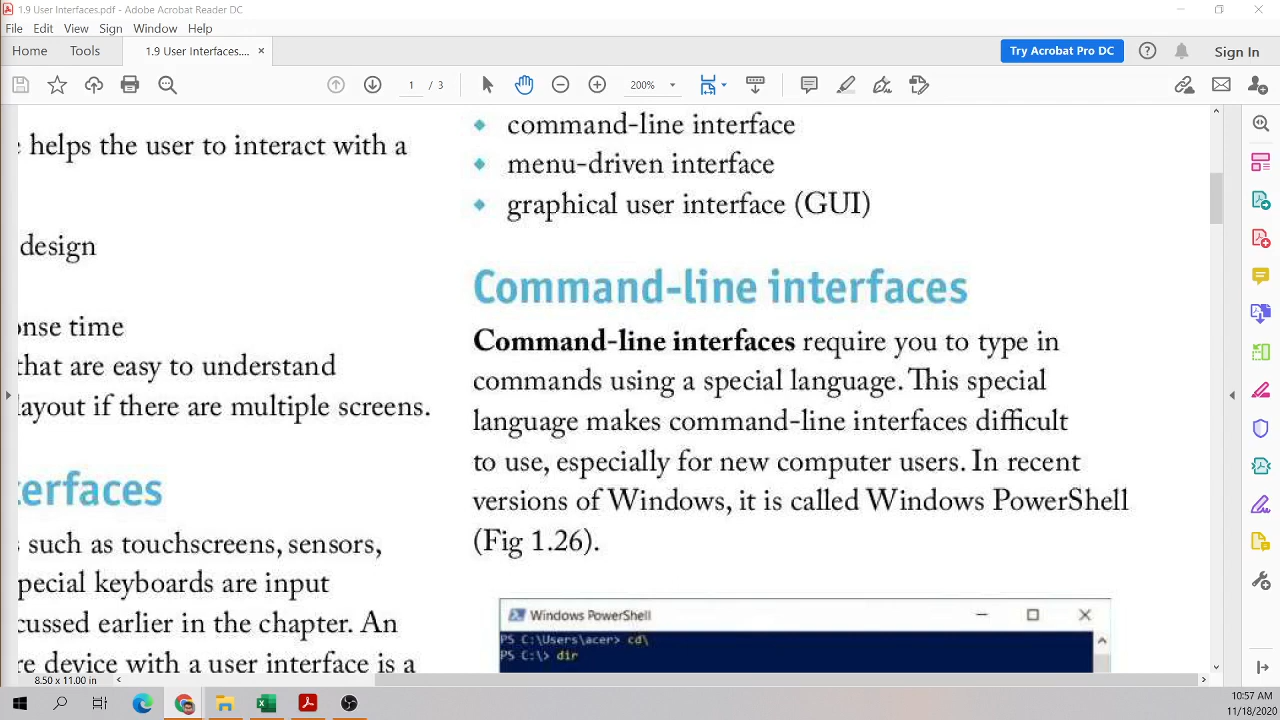 1.9 User Interfaces.pdf - Adobe Acrobat Reader DC
File Edit View Sign Window Help
Home Tools 1.9 User Interfaces.... × Try Acrobat Pro DC Sign In
1 / 3 200%
helps the user to interact with a
design
onse time
that are easy to understand
layout if there are multiple screens.
erfaces
such as touchscreens, sensors,
pecial keyboards are input
cussed earlier in the chapter. An
re device with a user interface is a
command-line interface
menu-driven interface
graphical user interface (GUI)
Command-line interfaces
Command-line interfaces require you to type in
commands using a special language. This special
language makes command-line interfaces difficult
to use, especially for new computer users. In recent
versions of Windows, it is called Windows PowerShell
(Fig 1.26).
Windows PowerShell
PS C:\Users\acer> cd\
PS C:\> dir
8.50 x 11.00 in
10:57 AM
11/18/2020